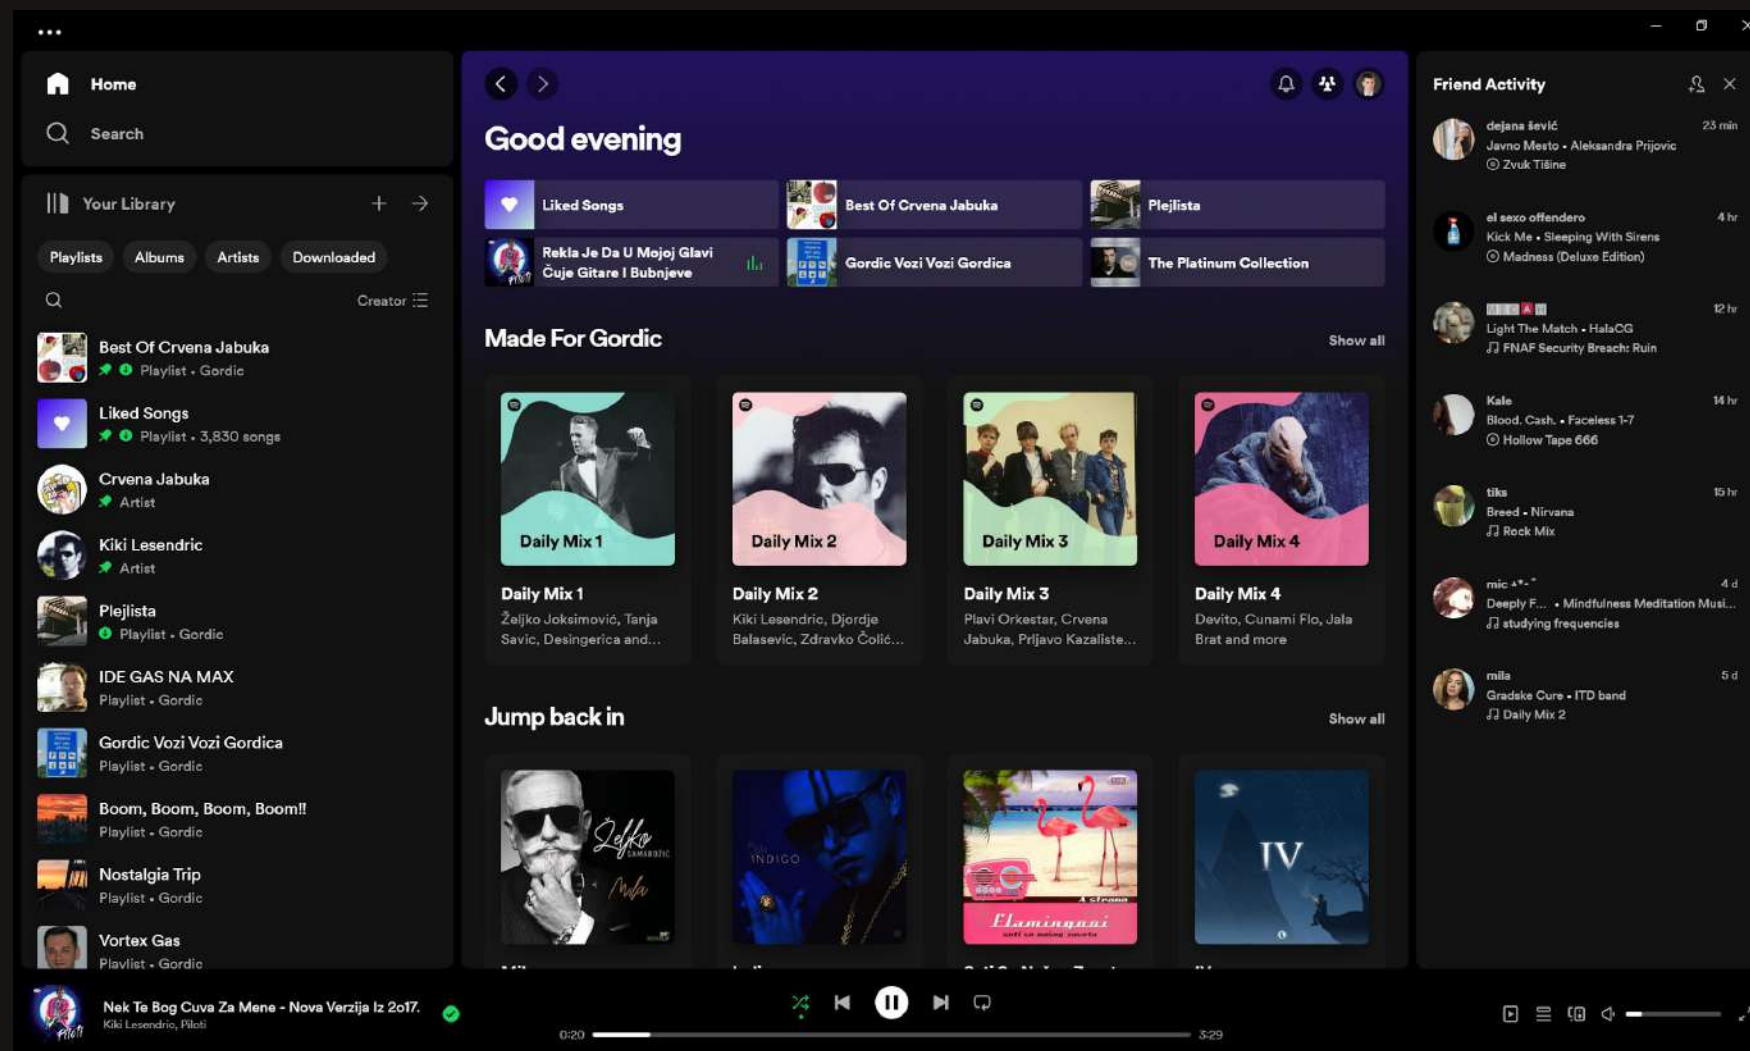 Home
Search
Your Library
Playlists
Albums
Artists
Downloaded
Creator
Best Of Crvena Jabuka
Playlist • Gordic
Liked Songs
Playlist • 3,830 songs
Crvena Jabuka
Artist
Kiki Lesendric
Artist
Plejlista
Playlist • Gordic
IDE GAS NA MAX
Playlist • Gordic
Gordic Vozi Vozi Gordica
Playlist • Gordic
Boom, Boom, Boom, Boom!!
Playlist • Gordic
Nostalgia Trip
Playlist • Gordic
Vortex Gas
Playlist • Gordic
Good evening
Liked Songs
Best Of Crvena Jabuka
Plejlista
Rekla Je Da U Mojoj Glavi
Čuje Gitare I Bubnjeve
Gordic Vozi Vozi Gordica
The Platinum Collection
Made For Gordic
Show all
Daily Mix 1
Daily Mix 1
Željko Joksimović, Tanja
Savic, Desingerica and...
Daily Mix 2
Daily Mix 2
Kiki Lesendric, Djordje
Balasevic, Zdravko Čolić...
Daily Mix 3
Daily Mix 3
Plavi Orkestar, Crvena
Jabuka, Prljavo Kazaliste...
Daily Mix 4
Daily Mix 4
Devito, Cunami Flo, Jala
Brat and more
Jump back in
Show all
Željko
SAMARDŽIĆ
Mila
INDIGO
A strana
Flamingosi
IV
Friend Activity
dejana šević
23 min
Javno Mesto • Aleksandra Prijovic
Zvuk Tišine
el sexo offendero
4 hr
Kick Me • Sleeping With Sirens
Madness (Deluxe Edition)
12 hr
Light The Match • HalaCG
FNAF Security Breach: Ruin
Kale
14 hr
Blood. Cash. • Faceless 1-7
Hollow Tape 666
tiks
15 hr
Breed • Nirvana
Rock Mix
mic
4 d
Deeply F... • Mindfulness Meditation Musi...
studying frequencies
mila
5 d
Gradske Cure • ITD band
Daily Mix 2
Piloti
Nek Te Bog Cuva Za Mene - Nova Verzija Iz 2o17.
Kiki Lesendric, Piloti
0:20
3:29